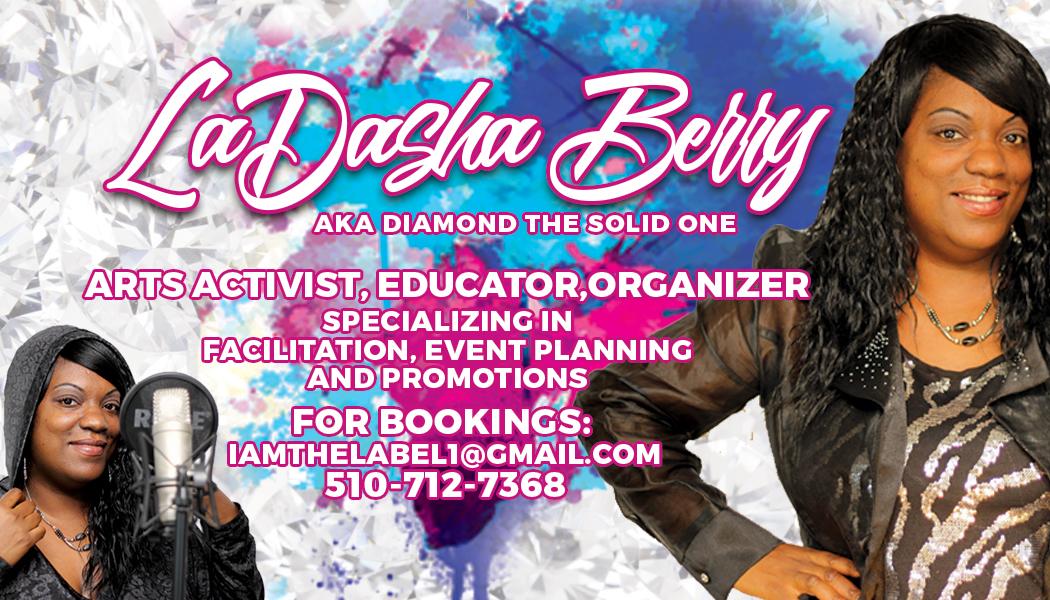 LaDasha Berry
AKA DIAMOND THE SOLID ONE
ARTS ACTIVIST, EDUCATOR,ORGANIZER
SPECIALIZING IN
FACILITATION, EVENT PLANNING
AND PROMOTIONS
FOR BOOKINGS:
IAMTHELABEL1@GMAIL.COM
510-712-7368